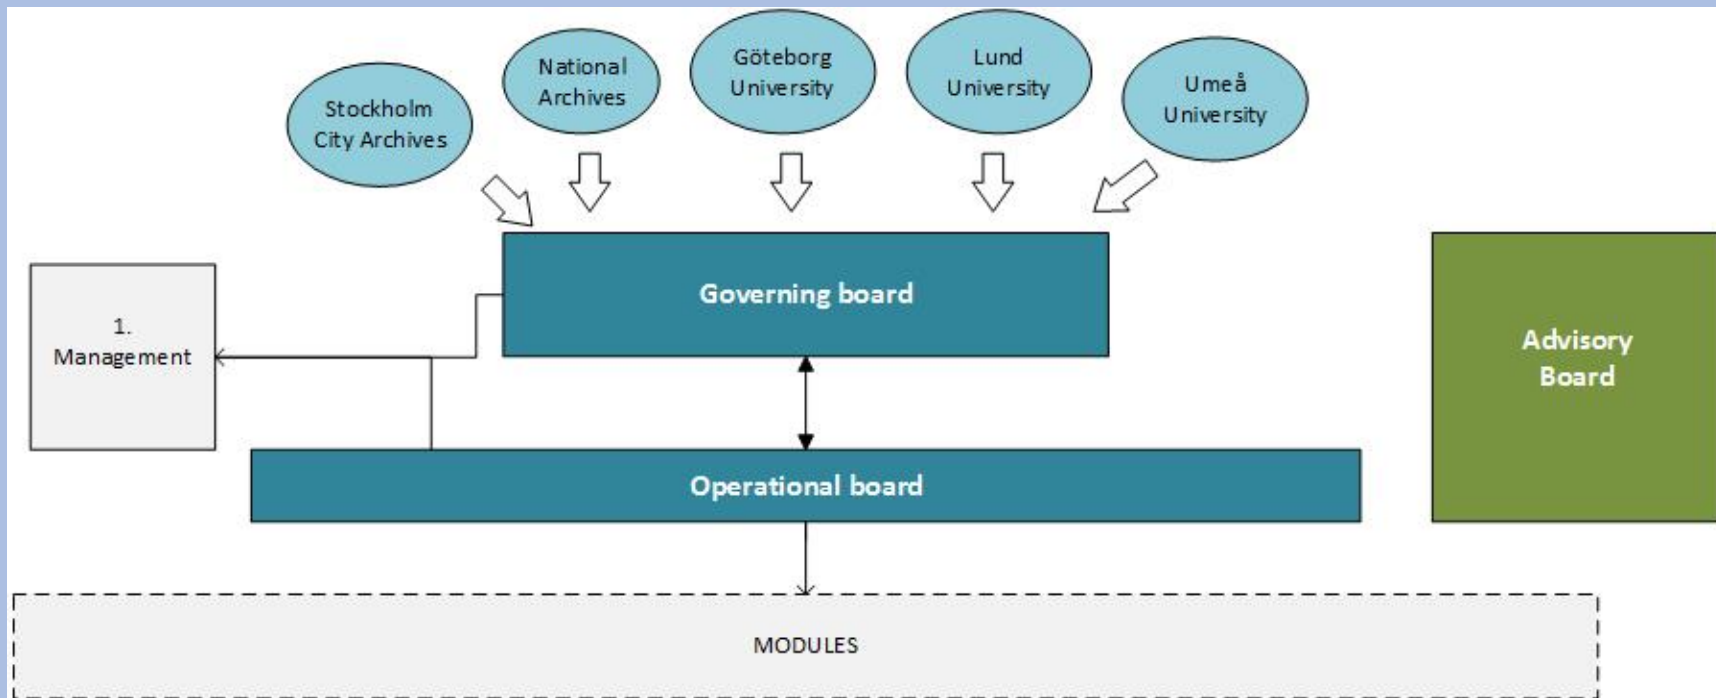 Stockholm
City Archives
National
Archives
Göteborg
University
Lund
University
Umeå
University
Governing board
1.
Management
Advisory
Board
Operational board
MODULES